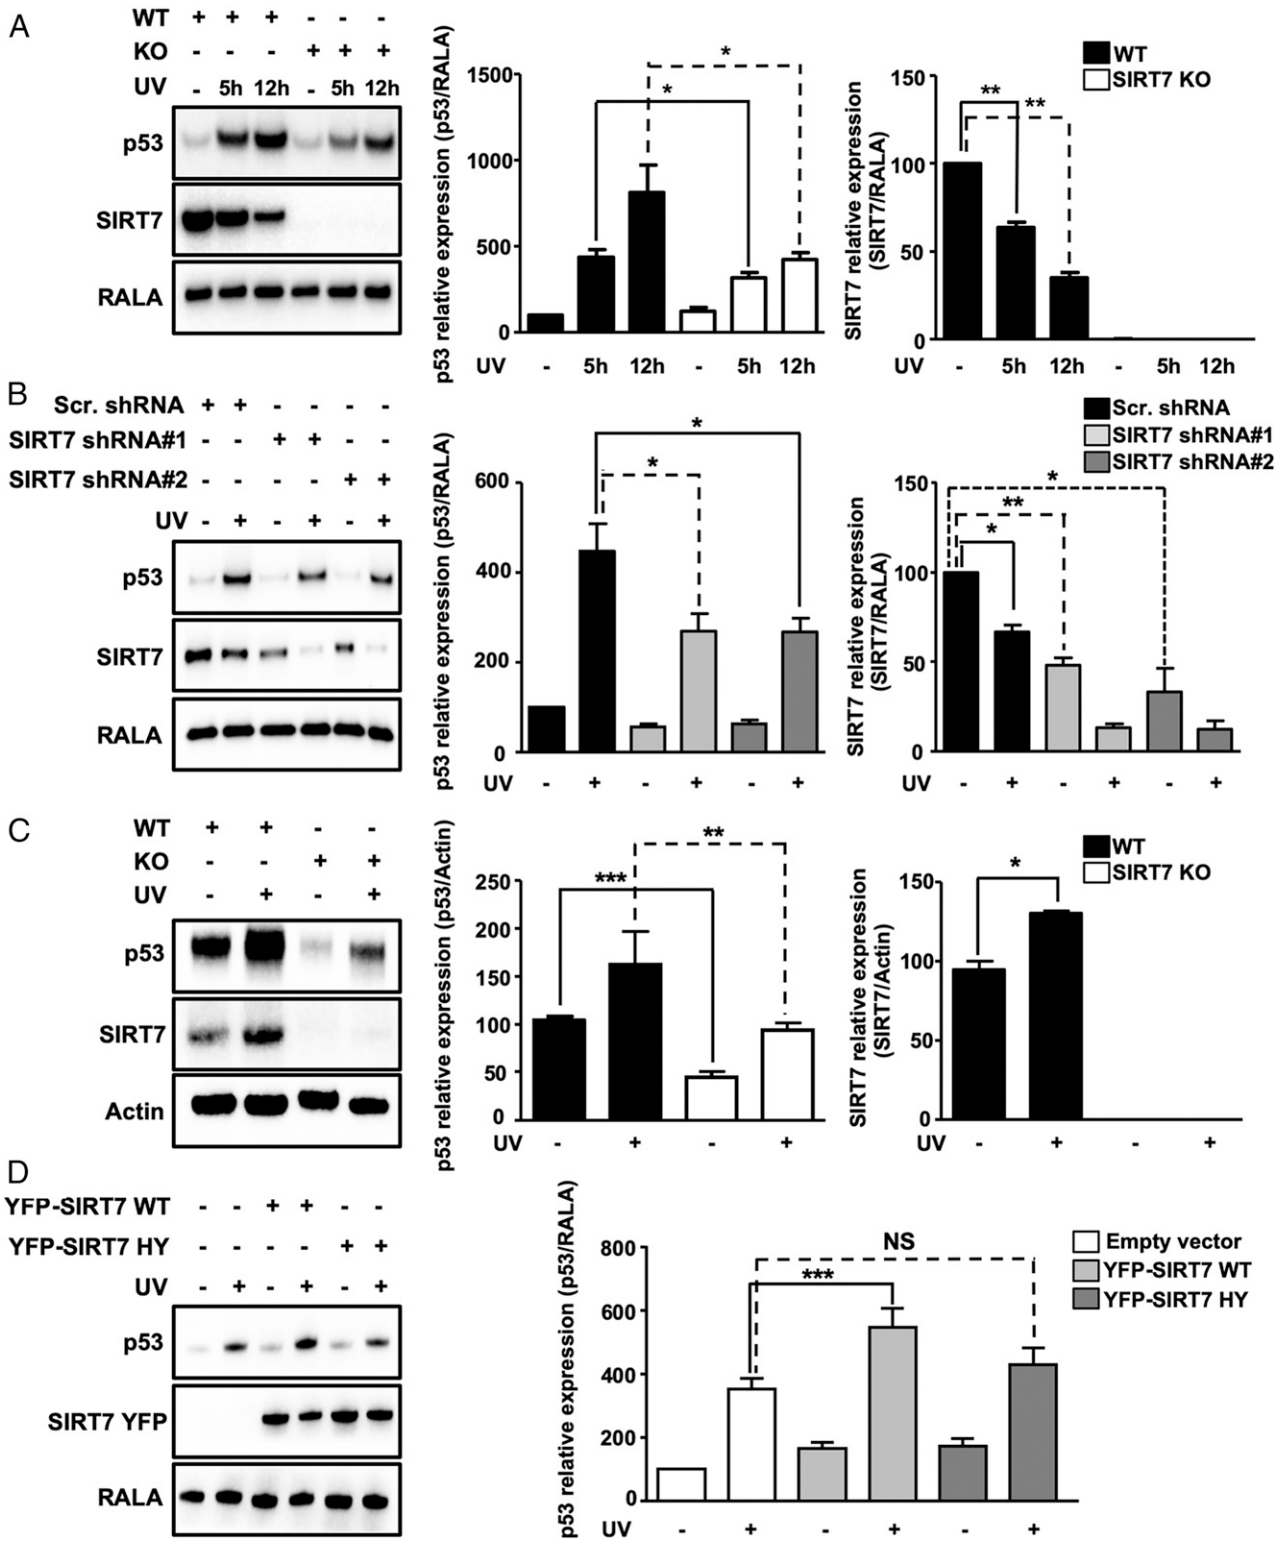 A
WT + + + - - -
KO - - - + + +
UV - 5h 12h - 5h 12h
p53
SIRT7
RALA
p53 relative expression (p53/RALA)
1500
1000
500
0
* *
UV - 5h 12h - 5h 12h
SIRT7 relative expression
(SIRT7/RALA)
150
100
50
0
** **
UV - 5h 12h - 5h 12h
WT
SIRT7 KO
B
Scr. shRNA + + - - - -
SIRT7 shRNA#1 - - + + - -
SIRT7 shRNA#2 - - - - + +
UV - + - + - +
p53
SIRT7
RALA
p53 relative expression (p53/RALA)
600
400
200
0
* *
UV - + - + - +
SIRT7 relative expression
(SIRT7/RALA)
150
100
50
0
* ** *
UV - + - + - +
Scr. shRNA
SIRT7 shRNA#1
SIRT7 shRNA#2
C
WT + + - -
KO - - + +
UV - + - +
p53
SIRT7
Actin
p53 relative expression (p53/Actin)
250
200
150
100
50
0
*** **
UV - + - +
SIRT7 relative expression
(SIRT7/Actin)
150
100
50
0
*
UV - + - +
WT
SIRT7 KO
D
YFP-SIRT7 WT - - + + - -
YFP-SIRT7 HY - - - - + +
UV - + - + - +
p53
SIRT7 YFP
RALA
p53 relative expression (p53/RALA)
800
600
400
200
0
NS
***
UV - + - + - +
Empty vector
YFP-SIRT7 WT
YFP-SIRT7 HY